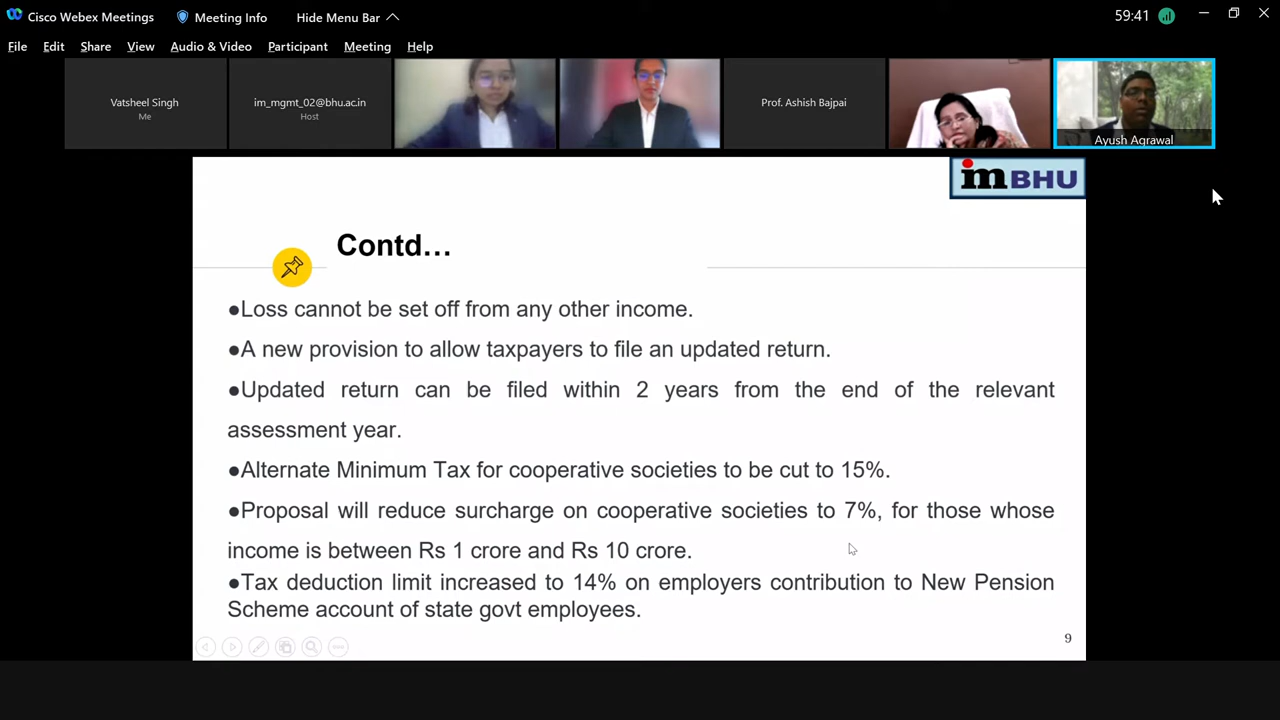 Cisco Webex Meetings Meeting Info Hide Menu Bar 59:41
File Edit Share View Audio & Video Participant Meeting Help
Vatsheel Singh
Me
im_mgmt_02@bhu.ac.in
Host
Prof. Ashish Bajpai
Ayush Agrawal
imBHU
Contd...
●Loss cannot be set off from any other income.
●A new provision to allow taxpayers to file an updated return.
●Updated return can be filed within 2 years from the end of the relevant
assessment year.
●Alternate Minimum Tax for cooperative societies to be cut to 15%.
●Proposal will reduce surcharge on cooperative societies to 7%, for those whose
income is between Rs 1 crore and Rs 10 crore.
●Tax deduction limit increased to 14% on employers contribution to New Pension
Scheme account of state govt employees.
9